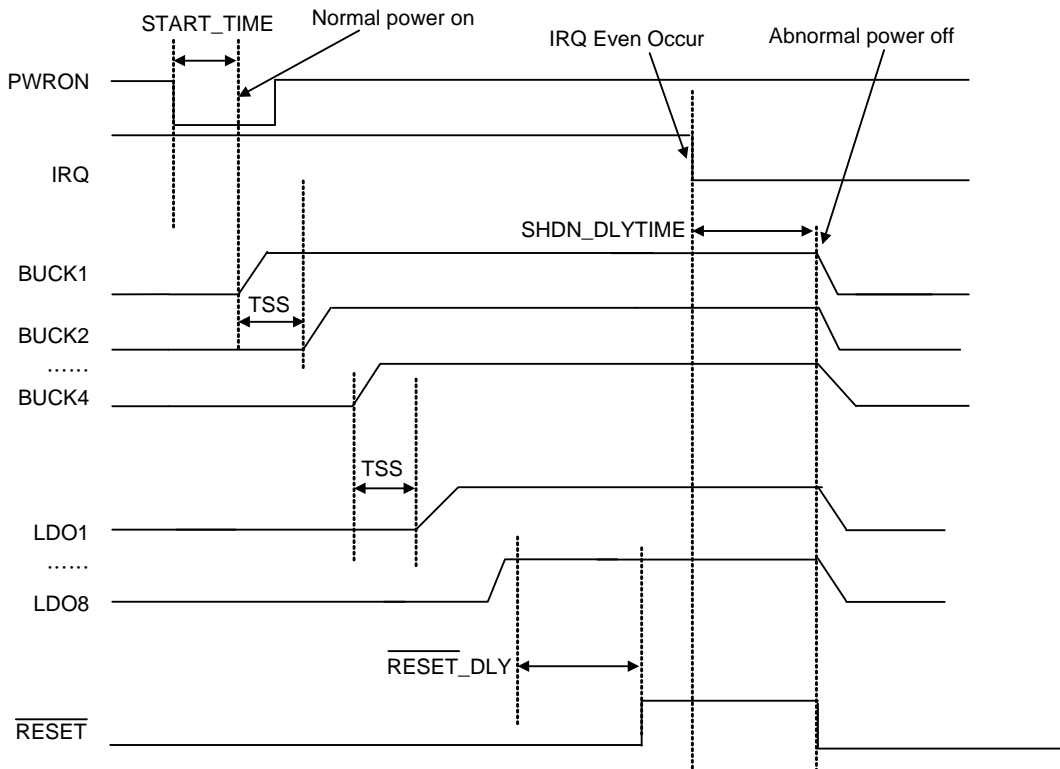 START_TIME
Normal power on
IRQ Even Occur
Abnormal power off
PWRON
IRQ
SHDN_DLYTIME
BUCK1
TSS
BUCK2
......
BUCK4
TSS
LDO1
......
LDO8
RESET_DLY
RESET